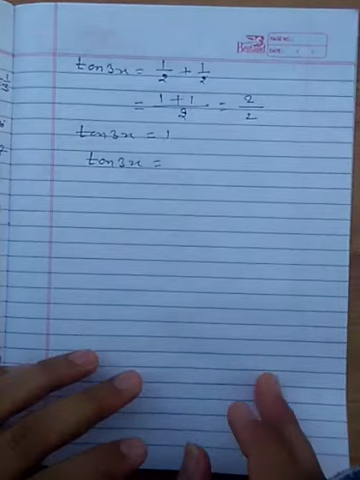 tan3x = 1/2 + 1/2
= 1 + 1/2 = 2/2
tan3x = 1
tan3x =